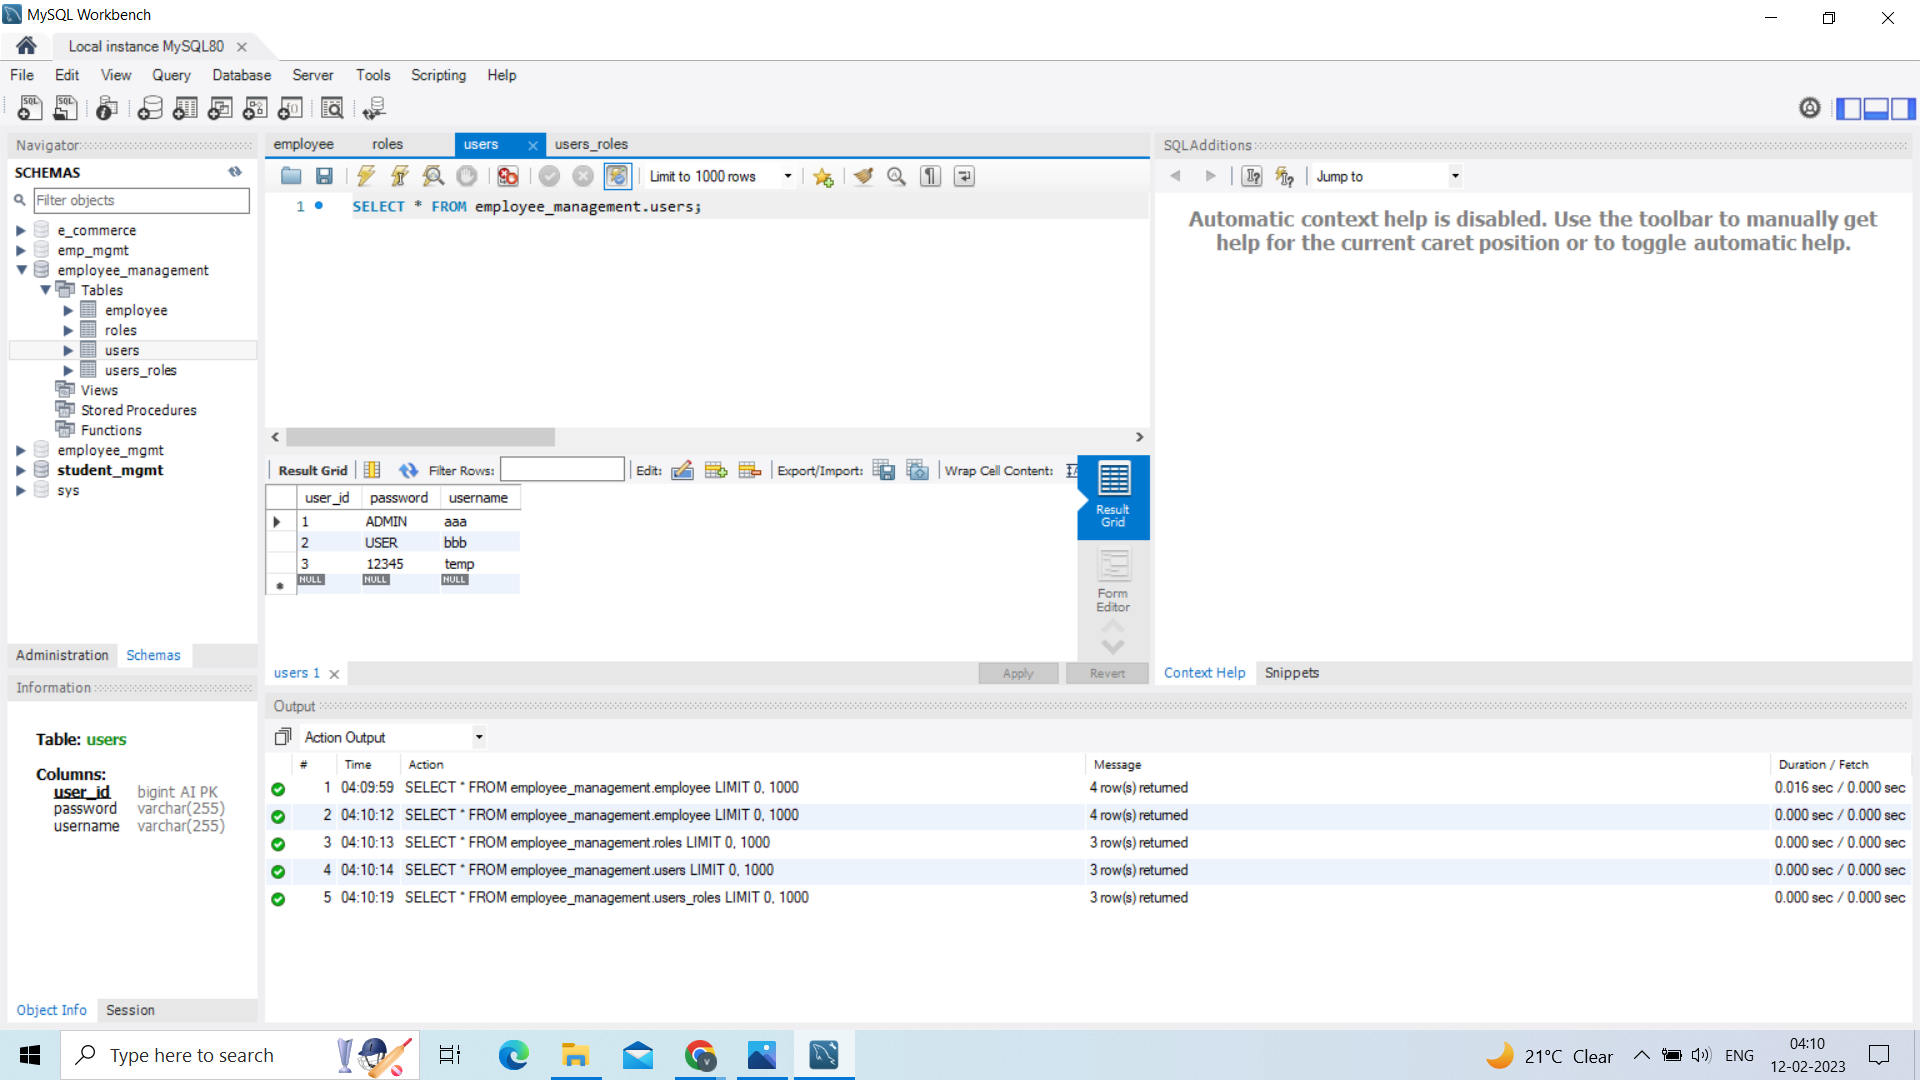 MySQL Workbench
Local instance MySQL80
File Edit View Query Database Server Tools Scripting Help
Navigator
SCHEMAS
Filter objects
e_commerce
emp_mgmt
employee_management
Tables
employee
roles
users
users_roles
Views
Stored Procedures
Functions
employee_mgmt
student_mgmt
sys
Administration Schemas
Information
Table: users
Columns:
user_id bigint AI PK
password varchar(255)
username varchar(255)
Object Info Session
employee roles users users_roles
Limit to 1000 rows
1 SELECT * FROM employee_management.users;
Result Grid Filter Rows: Edit: Export/Import: Wrap Cell Content:
user_id password username
1 ADMIN aaa
2 USER bbb
3 12345 temp
NULL NULL NULL
Result
Grid
Form
Editor
users 1
Apply Revert
SQLAdditions
Jump to
Automatic context help is disabled. Use the toolbar to manually get
help for the current caret position or to toggle automatic help.
Context Help Snippets
Output
Action Output
# Time Action Message Duration / Fetch
1 04:09:59 SELECT * FROM employee_management.employee LIMIT 0, 1000 4 row(s) returned 0.016 sec / 0.000 sec
2 04:10:12 SELECT * FROM employee_management.employee LIMIT 0, 1000 4 row(s) returned 0.000 sec / 0.000 sec
3 04:10:13 SELECT * FROM employee_management.roles LIMIT 0, 1000 3 row(s) returned 0.000 sec / 0.000 sec
4 04:10:14 SELECT * FROM employee_management.users LIMIT 0, 1000 3 row(s) returned 0.000 sec / 0.000 sec
5 04:10:19 SELECT * FROM employee_management.users_roles LIMIT 0, 1000 3 row(s) returned 0.000 sec / 0.000 sec
Type here to search
21°C Clear
ENG
04:10
12-02-2023